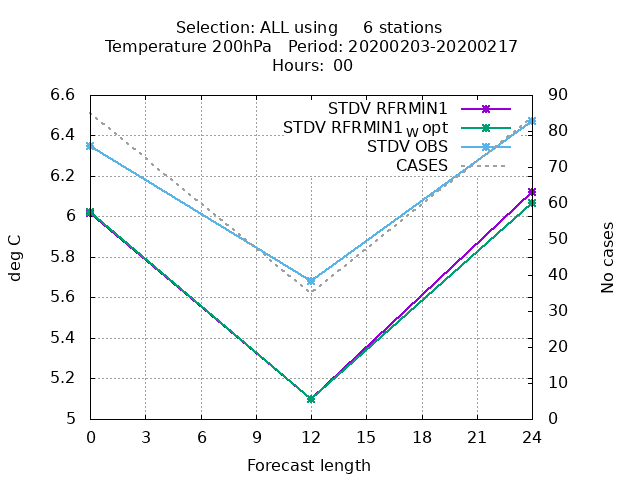 Selection: ALL using     6 stations
Temperature 200hPa   Period: 20200203-20200217
Hours:  00
STDV RFRMIN1
STDV RFRMIN1wopt
STDV OBS
CASES
6.6
6.4
6.2
6
5.8
5.6
5.4
5.2
5
deg C
90
80
70
60
50
40
30
20
10
0
No cases
0 3 6 9 12 15 18 21 24
Forecast length